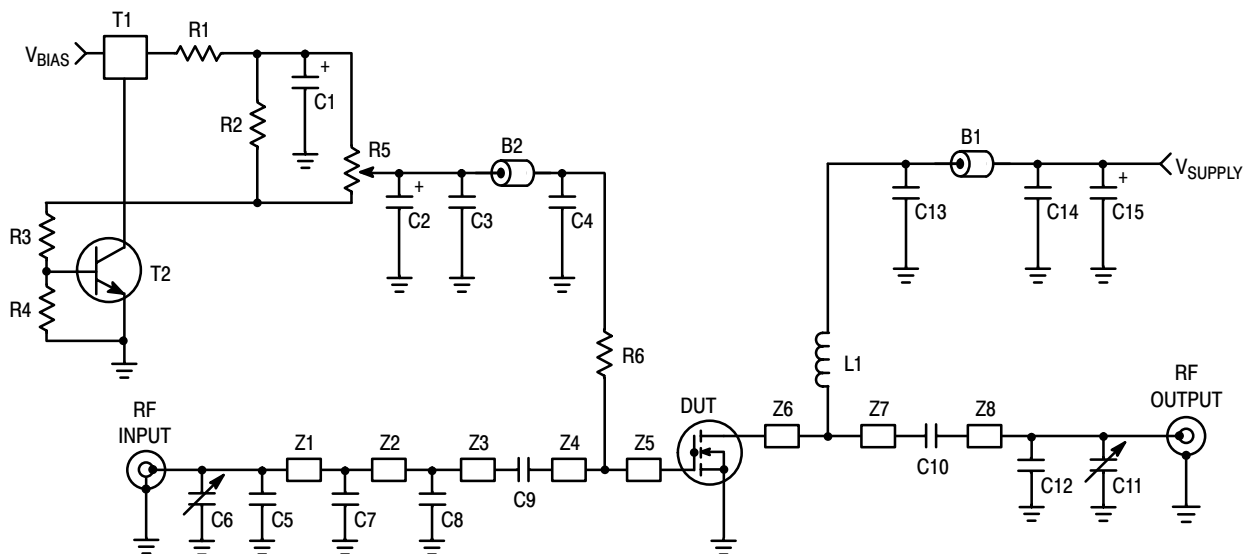 T1
R1
V_BIAS
+
C1
R2
R5
B2
B1
+
C2
C3
C4
C13
C14
+
C15
V_SUPPLY
R3
T2
R4
R6
L1
RF
INPUT
DUT
RF
OUTPUT
Z1
Z2
Z3
Z4
Z5
Z6
Z7
Z8
C9
C10
C6
C5
C7
C8
C12
C11